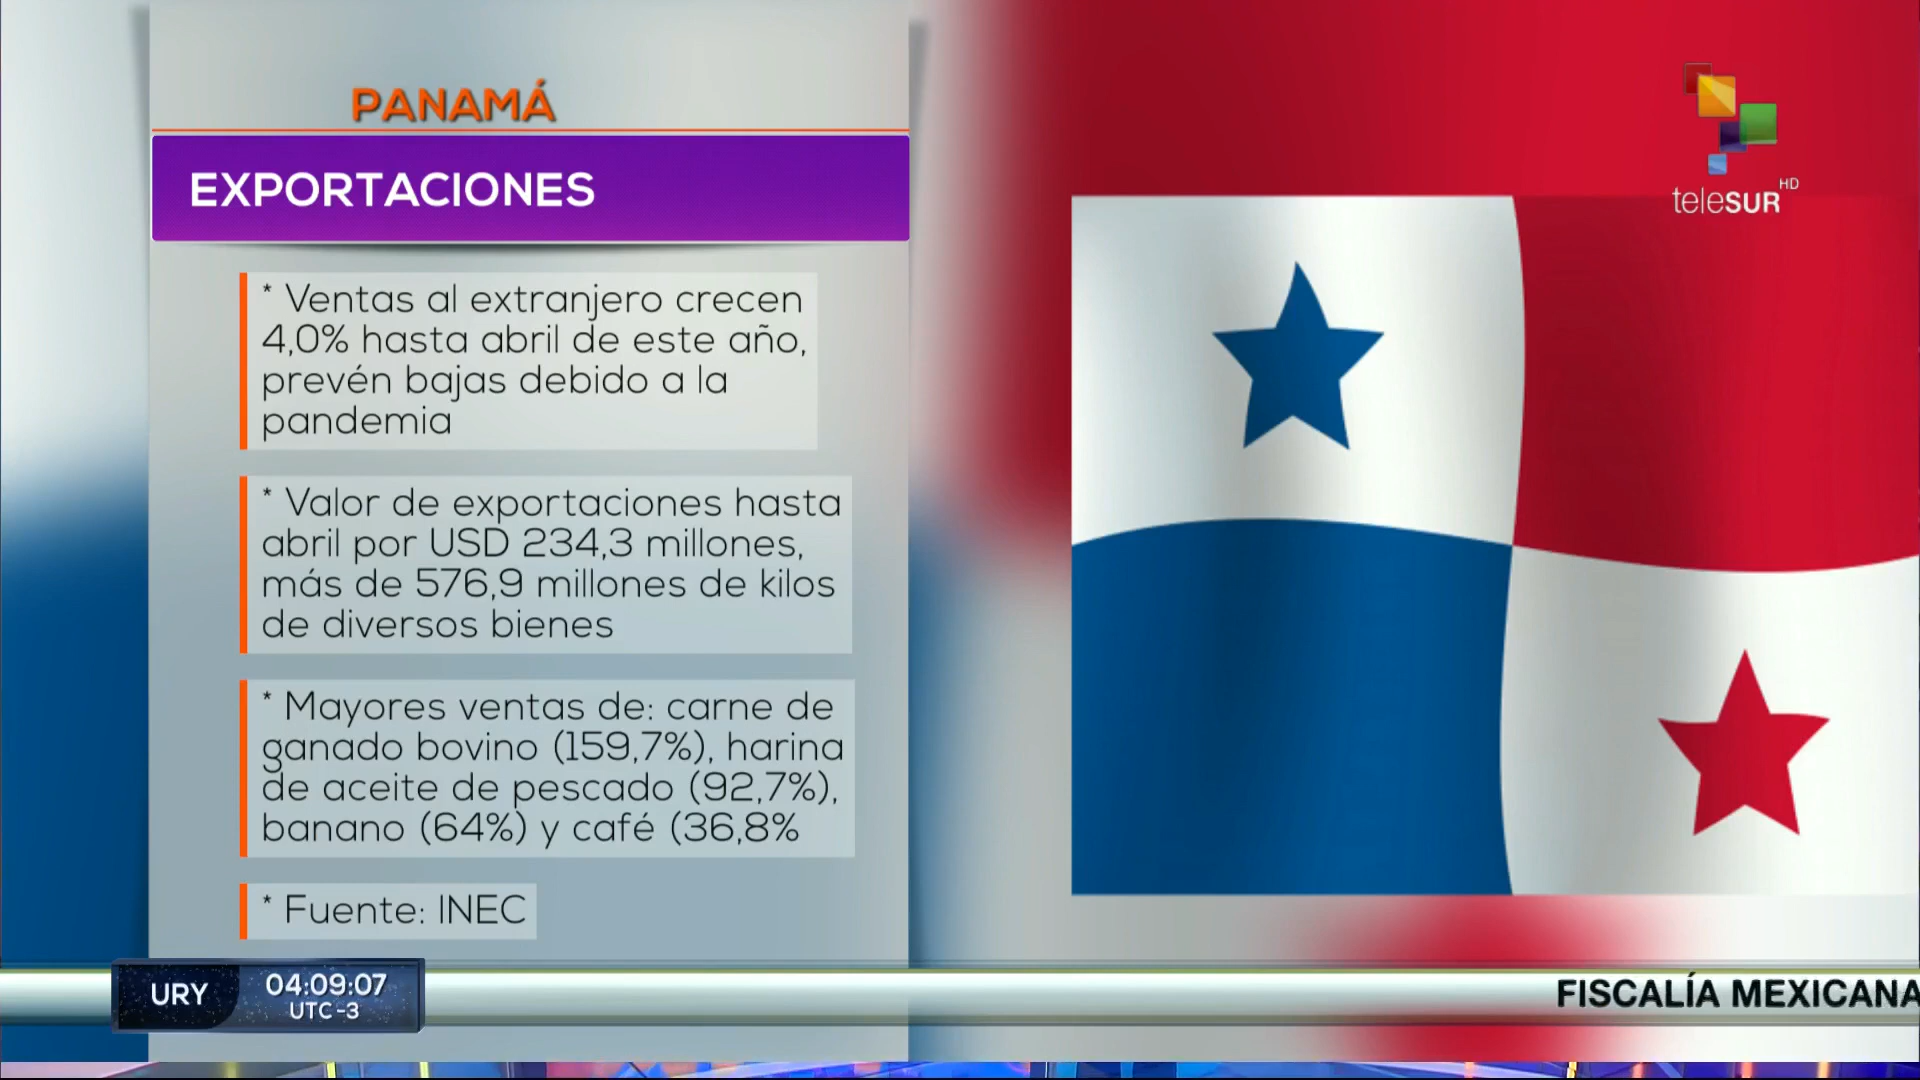 PANAMÁ
EXPORTACIONES
* Ventas al extranjero crecen
4,0% hasta abril de este año,
prevén bajas debido a la
pandemia
* Valor de exportaciones hasta
abril por USD 234,3 millones,
más de 576,9 millones de kilos
de diversos bienes
* Mayores ventas de: carne de
ganado bovino (159,7%), harina
de aceite de pescado (92,7%),
banano (64%) y café (36,8%
* Fuente: INEC
teleSUR HD
URY 04:09:07
UTC-3
FISCALÍA MEXICANA